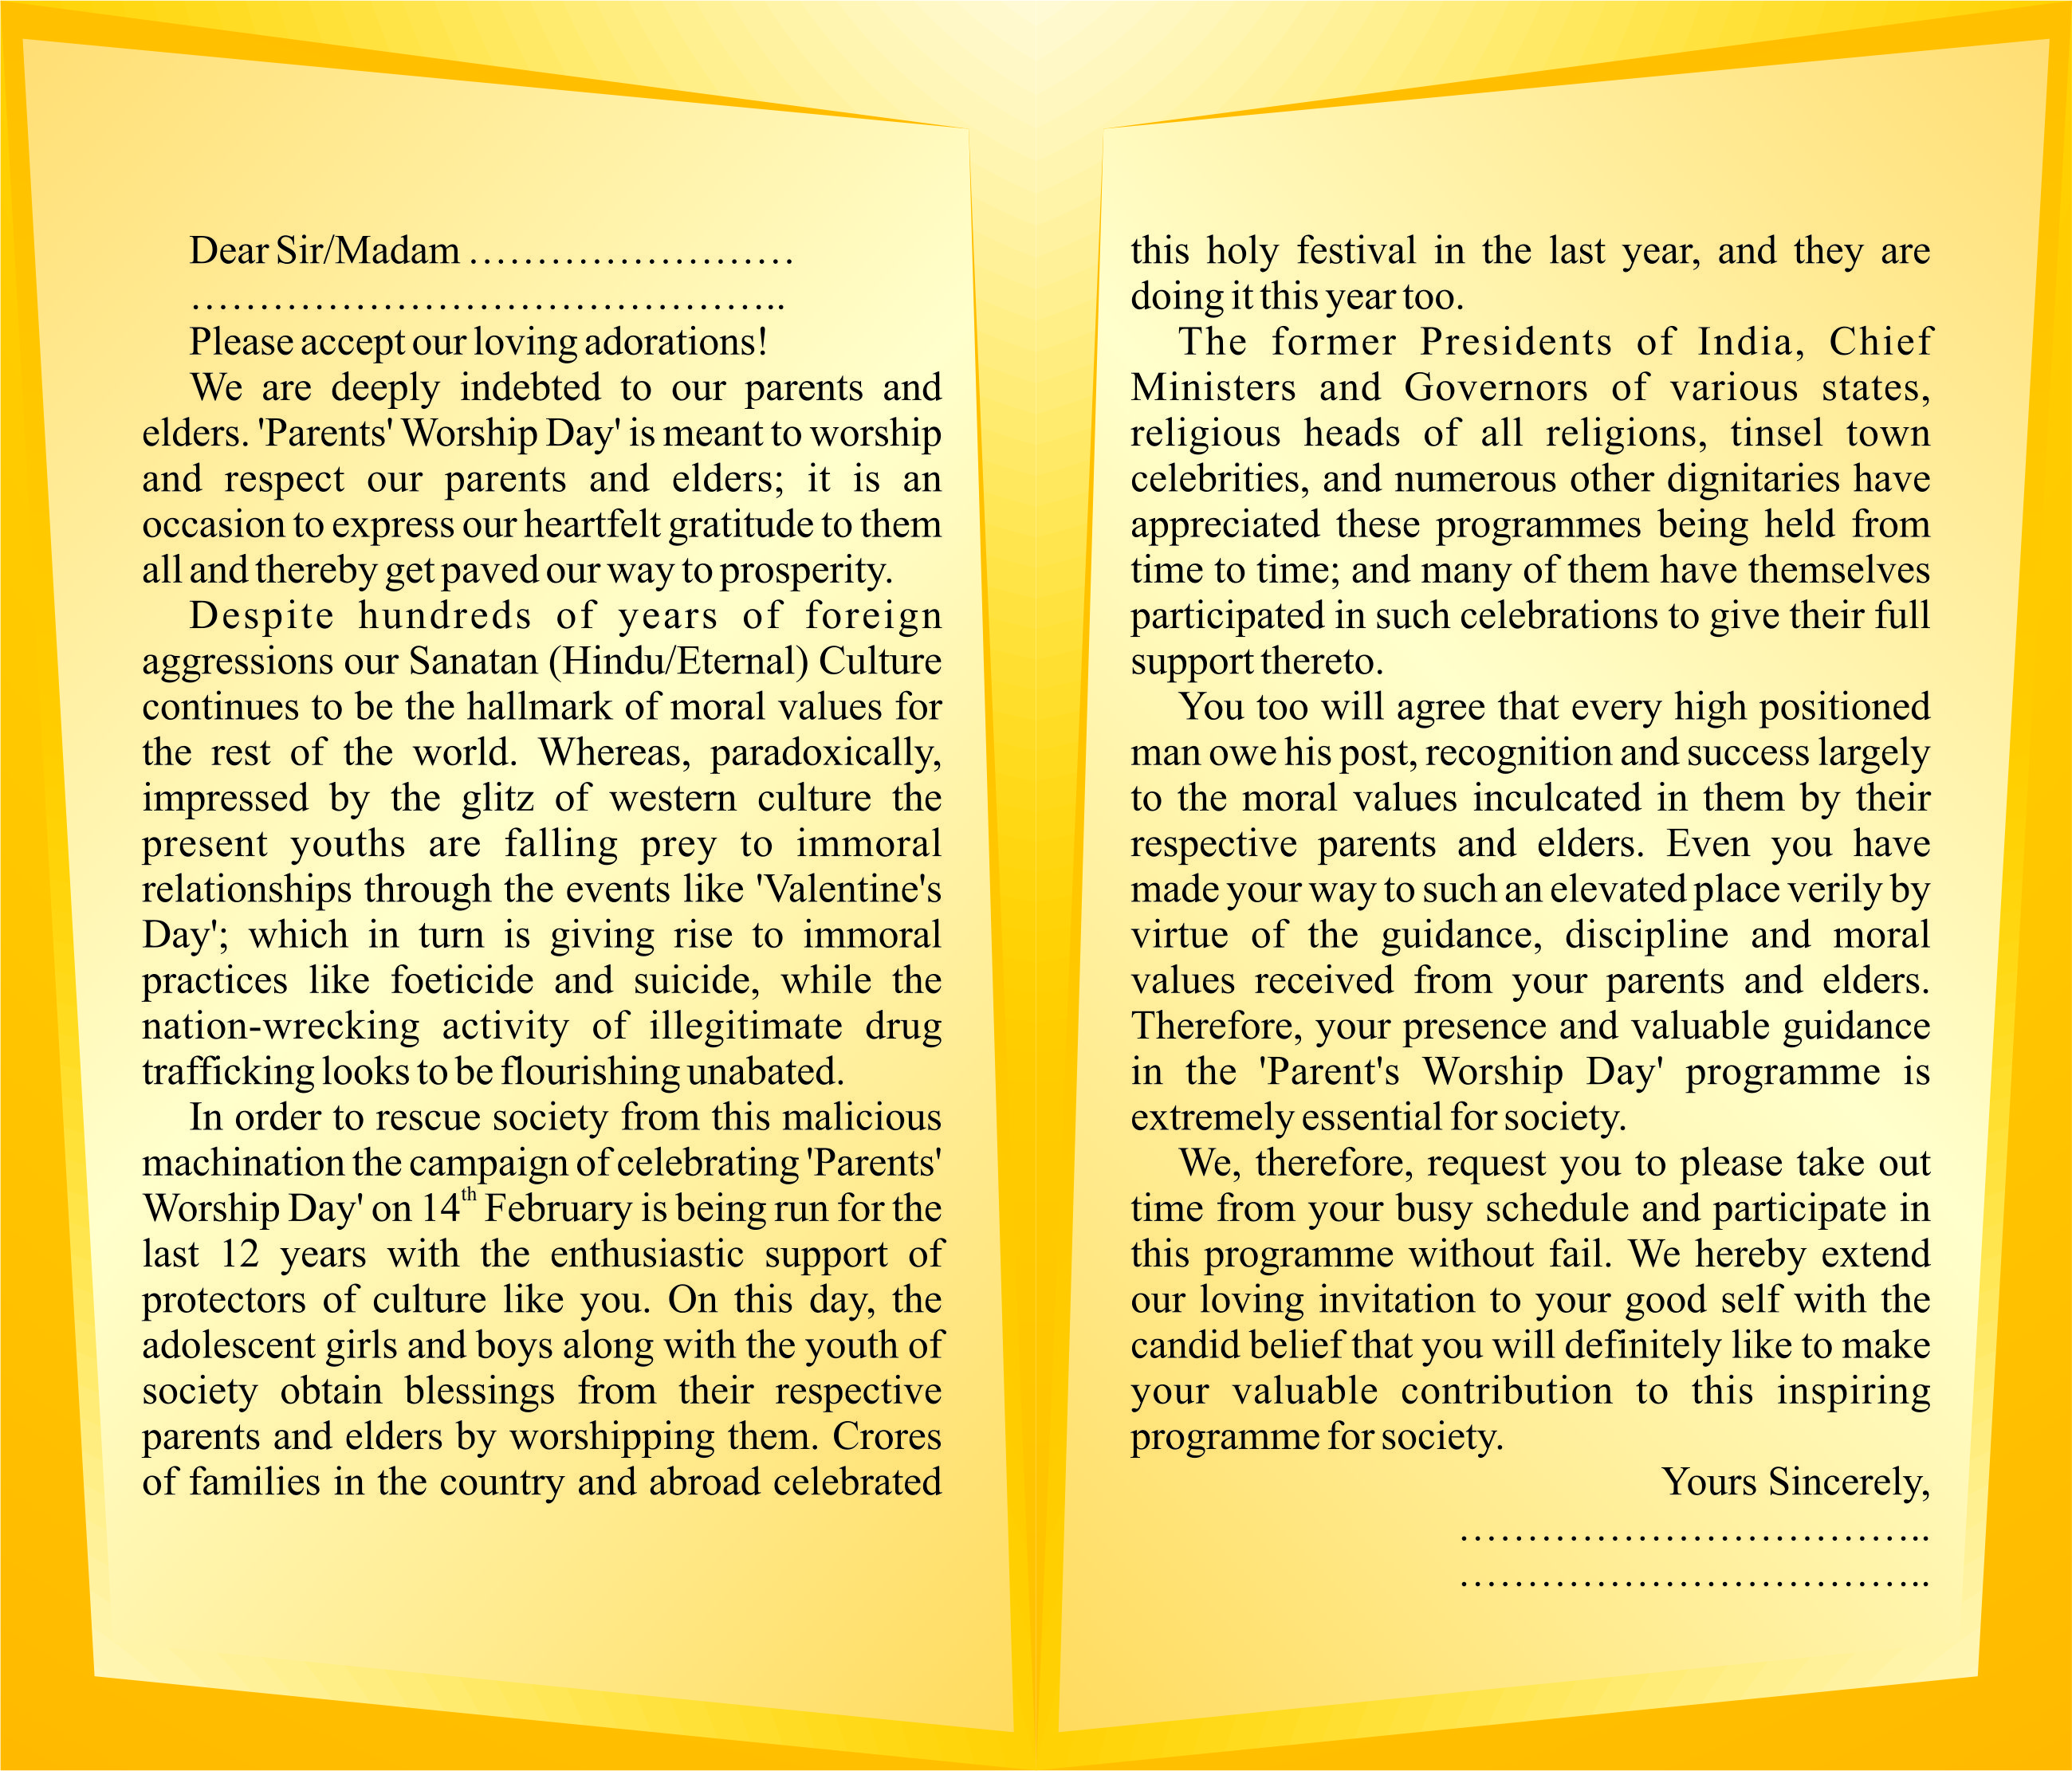 Dear Sir/Madam ……………………
……………………………………..
Please accept our loving adorations!
We are deeply indebted to our parents and
elders. 'Parents' Worship Day' is meant to worship
and respect our parents and elders; it is an
occasion to express our heartfelt gratitude to them
all and thereby get paved our way to prosperity.
Despite hundreds of years of foreign
aggressions our Sanatan (Hindu/Eternal) Culture
continues to be the hallmark of moral values for
the rest of the world. Whereas, paradoxically,
impressed by the glitz of western culture the
present youths are falling prey to immoral
relationships through the events like 'Valentine's
Day'; which in turn is giving rise to immoral
practices like foeticide and suicide, while the
nation-wrecking activity of illegitimate drug
trafficking looks to be flourishing unabated.
In order to rescue society from this malicious
machination the campaign of celebrating 'Parents'
Worship Day' on 14th February is being run for the
last 12 years with the enthusiastic support of
protectors of culture like you. On this day, the
adolescent girls and boys along with the youth of
society obtain blessings from their respective
parents and elders by worshipping them. Crores
of families in the country and abroad celebrated
this holy festival in the last year, and they are
doing it this year too.
The former Presidents of India, Chief
Ministers and Governors of various states,
religious heads of all religions, tinsel town
celebrities, and numerous other dignitaries have
appreciated these programmes being held from
time to time; and many of them have themselves
participated in such celebrations to give their full
support thereto.
You too will agree that every high positioned
man owe his post, recognition and success largely
to the moral values inculcated in them by their
respective parents and elders. Even you have
made your way to such an elevated place verily by
virtue of the guidance, discipline and moral
values received from your parents and elders.
Therefore, your presence and valuable guidance
in the 'Parent's Worship Day' programme is
extremely essential for society.
We, therefore, request you to please take out
time from your busy schedule and participate in
this programme without fail. We hereby extend
our loving invitation to your good self with the
candid belief that you will definitely like to make
your valuable contribution to this inspiring
programme for society.
Yours Sincerely,
……………………………..
……………………………..